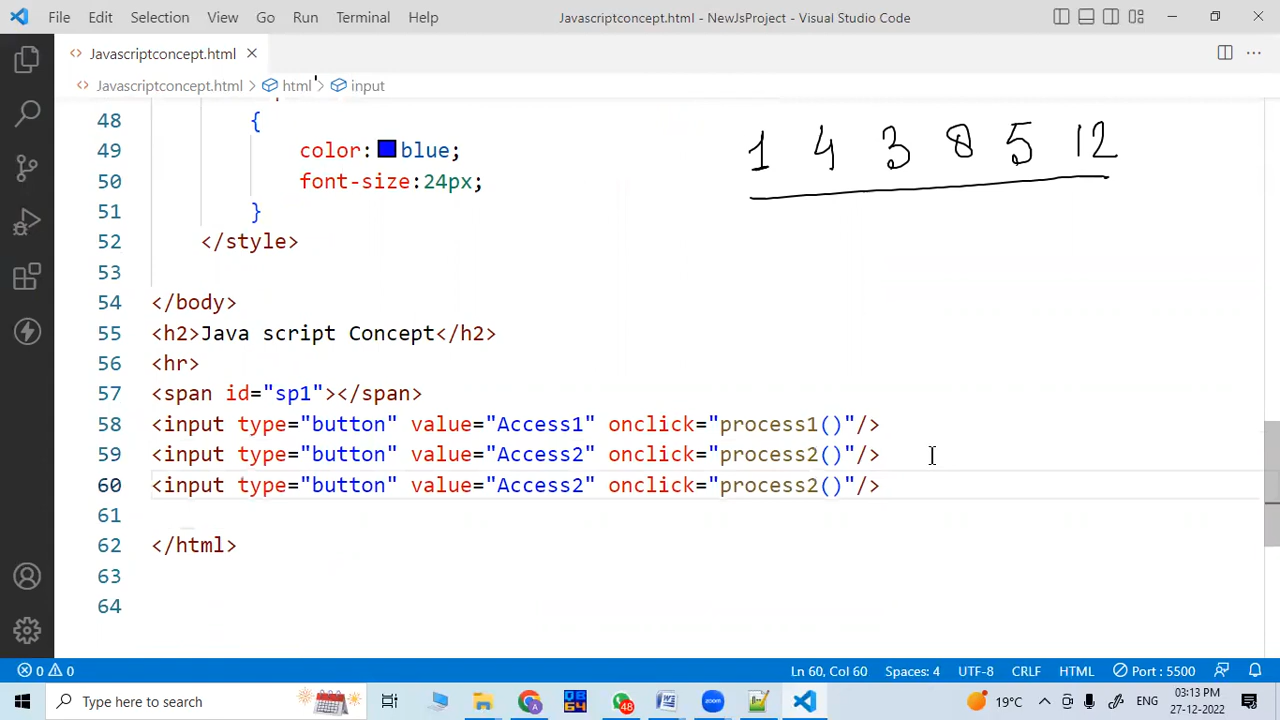 File Edit Selection View Go Run Terminal Help Javascriptconcept.html - NewJsProject - Visual Studio Code
<> Javascriptconcept.html
<> Javascriptconcept.html > html > input
1 4 3 8 5 12
48 {
49 color: blue;
50 font-size:24px;
51 }
52 </style>
53
54 </body>
55 <h2>Java script Concept</h2>
56 <hr>
57 <span id="sp1"></span>
58 <input type="button" value="Access1" onclick="process1()"/>
59 <input type="button" value="Access2" onclick="process2()"/>
60 <input type="button" value="Access2" onclick="process2()"/>
61
62 </html>
63
64
0 0 Ln 60, Col 60 Spaces: 4 UTF-8 CRLF HTML Port : 5500
Type here to search 48 19°C 03:13 PM
27-12-2022